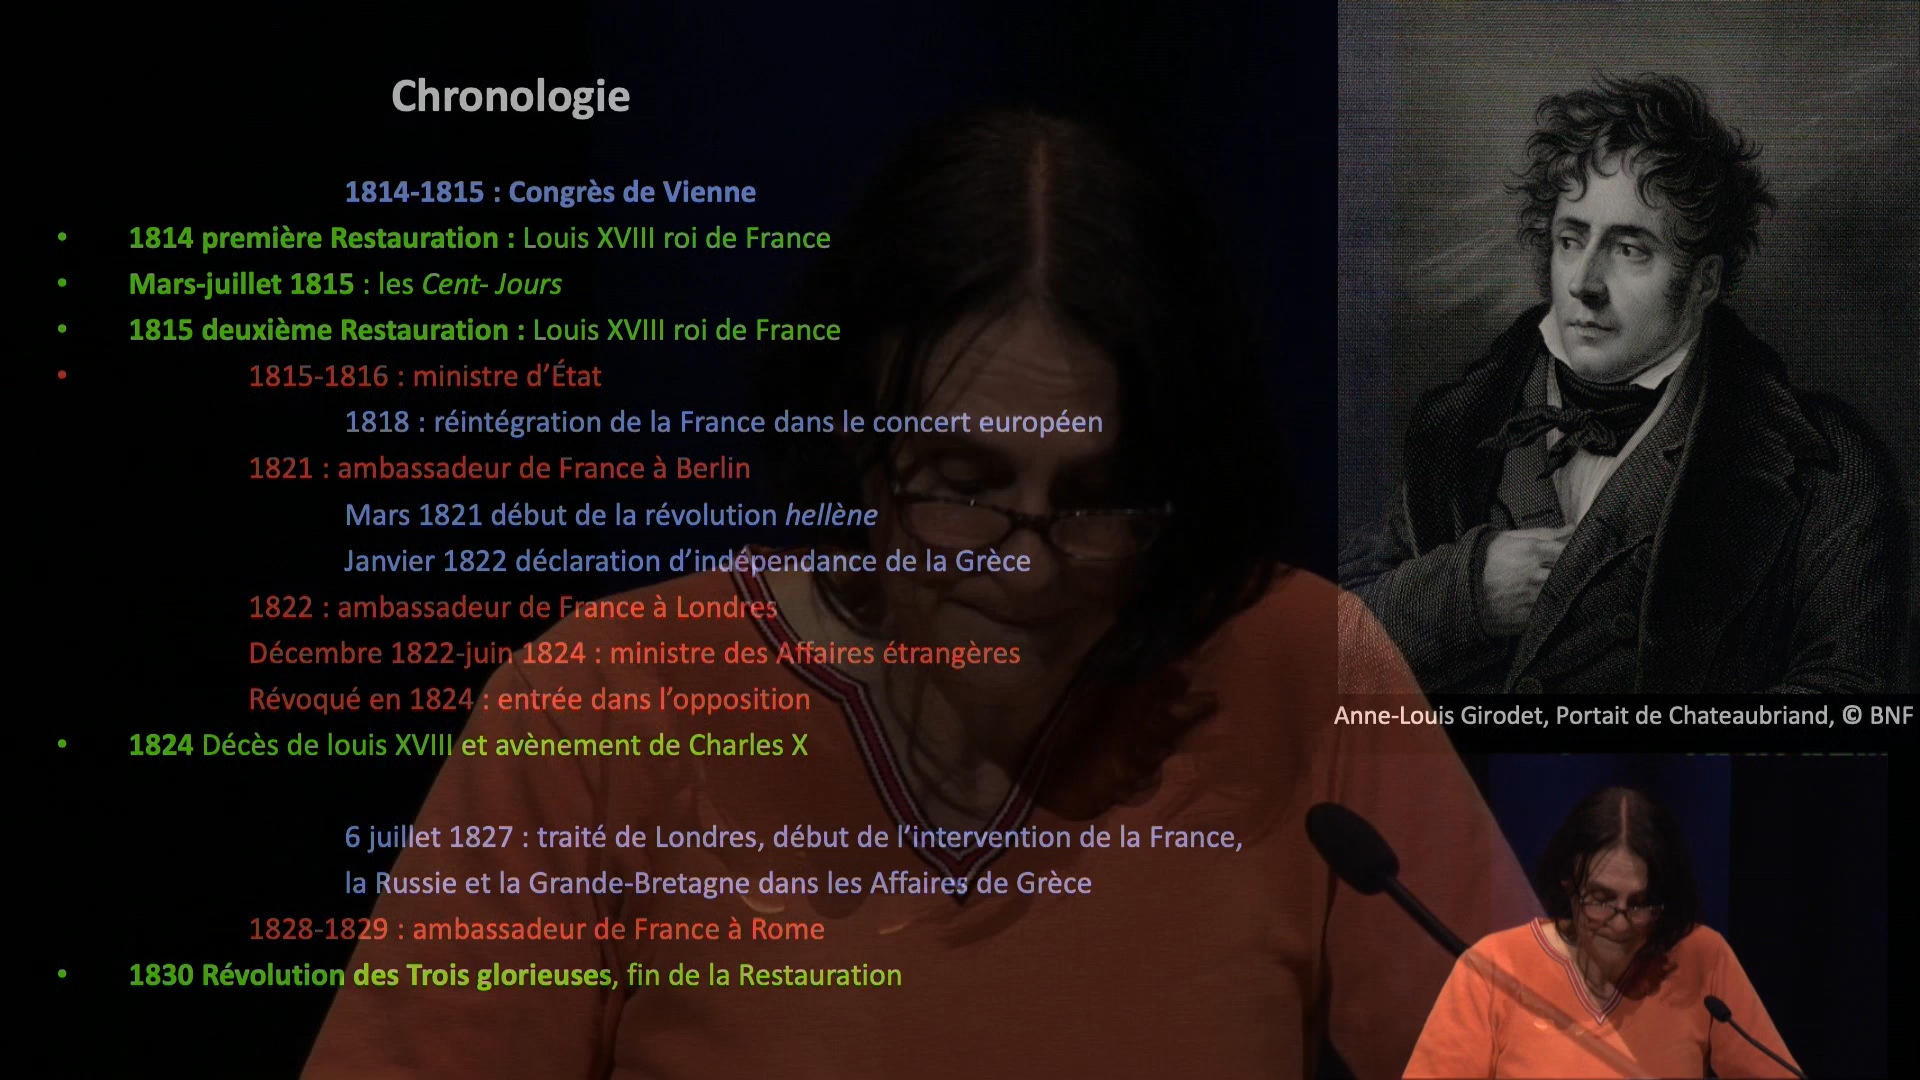 Chronologie
1814-1815 : Congrès de Vienne
• 1814 première Restauration : Louis XVIII roi de France
• Mars-juillet 1815 : les Cent- Jours
• 1815 deuxième Restauration : Louis XVIII roi de France
• 1815-1816 : ministre d’État
1818 : réintégration de la France dans le concert européen
1821 : ambassadeur de France à Berlin
Mars 1821 début de la révolution hellène
Janvier 1822 déclaration d’indépendance de la Grèce
1822 : ambassadeur de France à Londres
Décembre 1822-juin 1824 : ministre des Affaires étrangères
Révoqué en 1824 : entrée dans l’opposition
• 1824 Décès de louis XVIII et avènement de Charles X
6 juillet 1827 : traité de Londres, début de l’intervention de la France,
la Russie et la Grande-Bretagne dans les Affaires de Grèce
1828-1829 : ambassadeur de France à Rome
• 1830 Révolution des Trois glorieuses, fin de la Restauration
Anne-Louis Girodet, Portait de Chateaubriand, © BNF